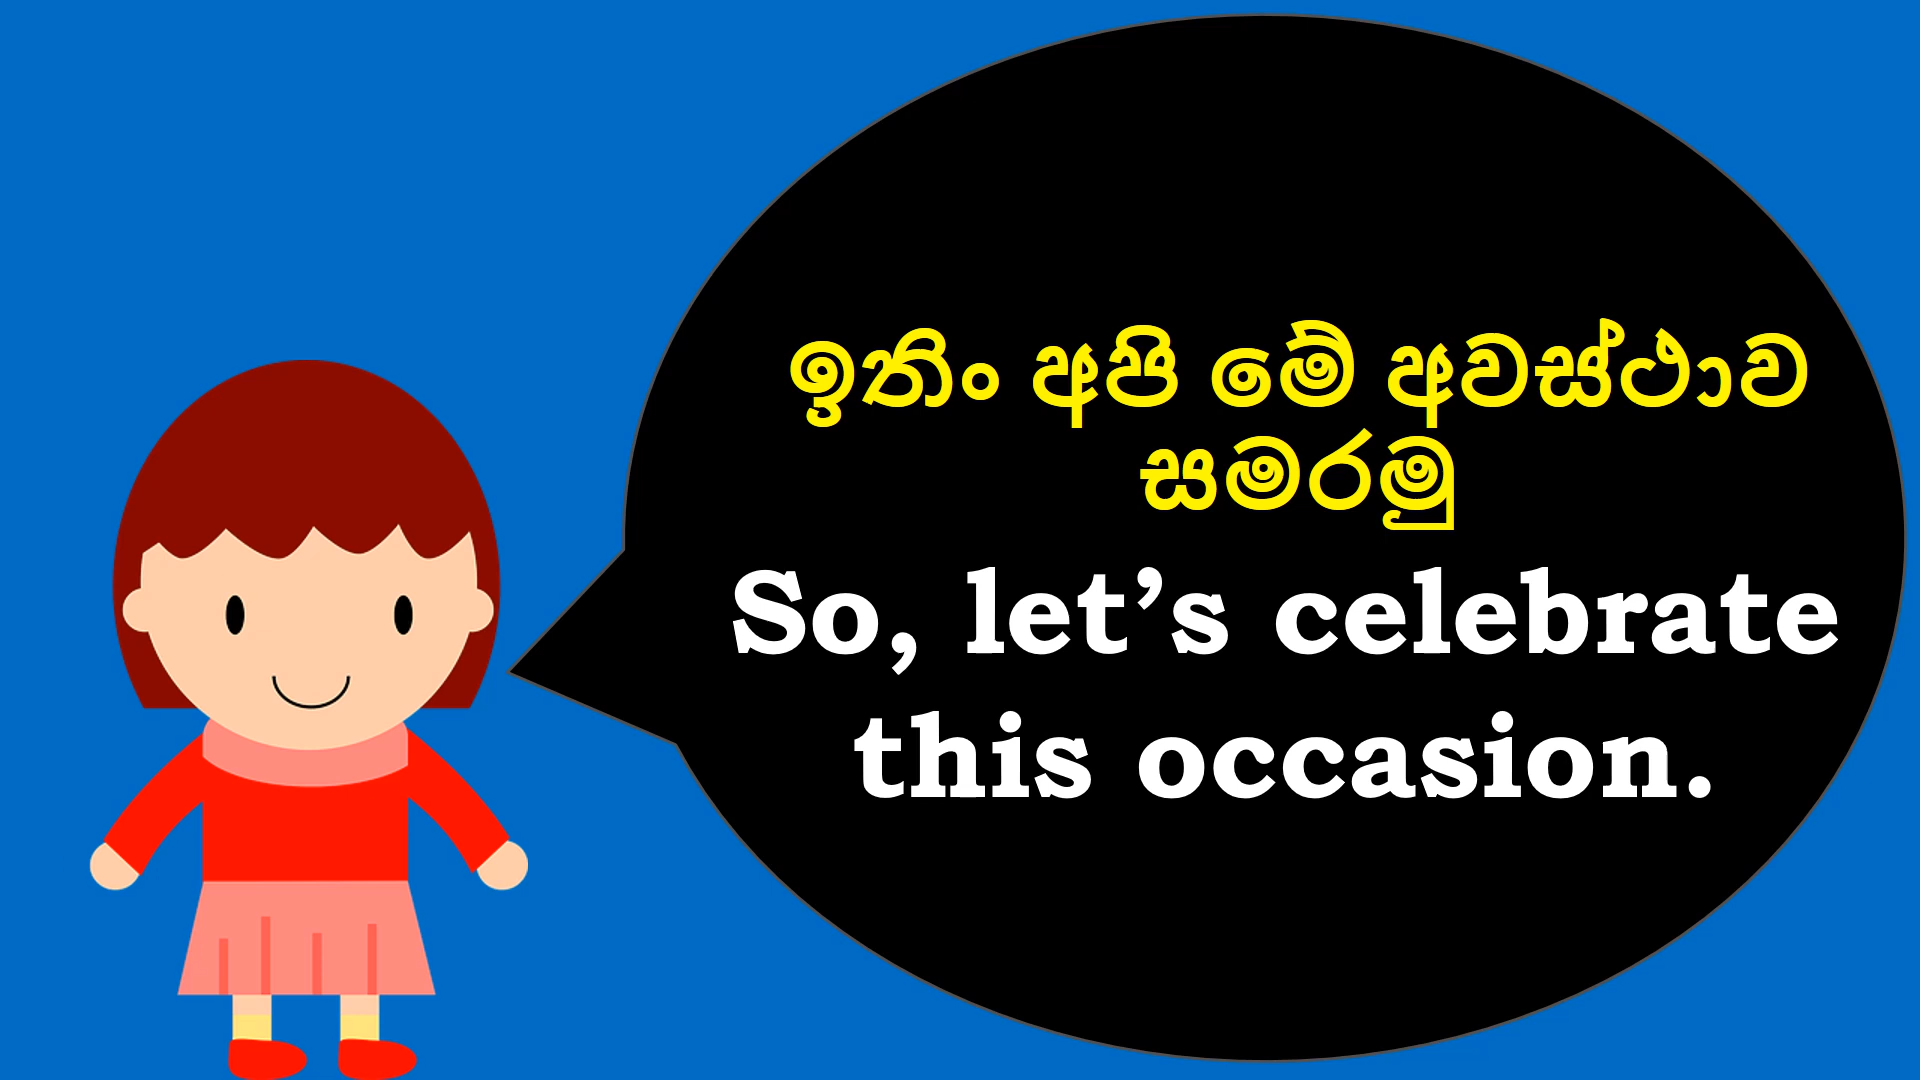 ඉතිං අපි මේ අවස්ථාව
සමරමු
So, let’s celebrate
this occasion.